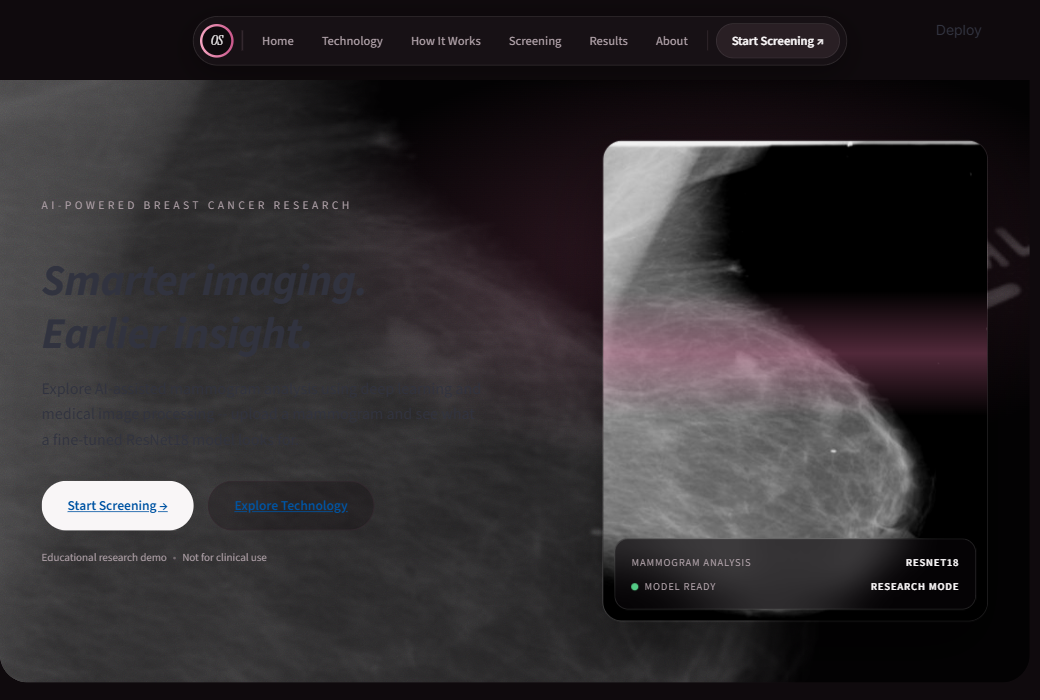 OS
Home
Technology
How It Works
Screening
Results
About
Start Screening ↗
Deploy
AI-POWERED BREAST CANCER RESEARCH
Smarter imaging.
Earlier insight.
Explore AI
medical
a fine-tuned ResNet18
Start Screening →
Explore Technology
Educational research demo • Not for clinical use
MAMMOGRAM ANALYSIS
RESNET18
MODEL READY
RESEARCH MODE